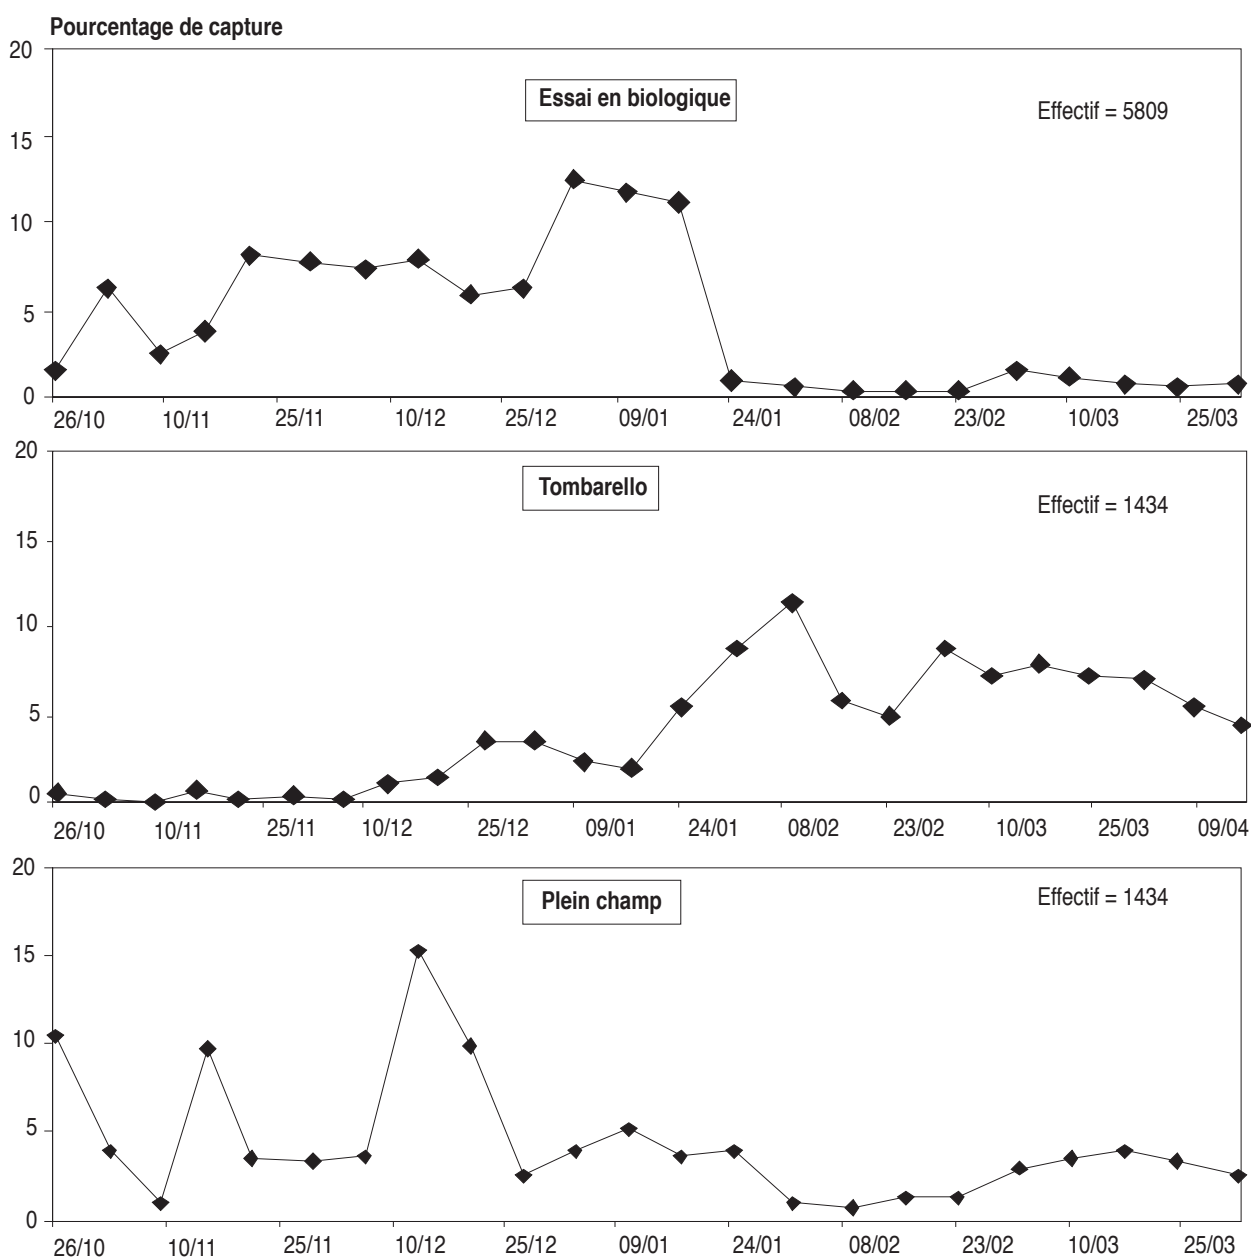 Pourcentage de capture
20
Essai en biologique
Effectif = 5809
15
10
5
0
26/10 10/11 25/11 10/12 25/12 09/01 24/01 08/02 23/02 10/03 25/03
20
Tombarello
Effectif = 1434
15
10
5
0
26/10 10/11 25/11 10/12 25/12 09/01 24/01 08/02 23/02 10/03 25/03 09/04
20
Plein champ
Effectif = 1434
15
10
5
0
26/10 10/11 25/11 10/12 25/12 09/01 24/01 08/02 23/02 10/03 25/03